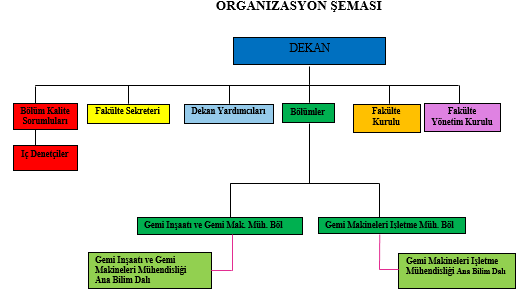 ORGANIZASYON ŞEMASI
DEKAN
Bölüm Kalite
Sorumluları
Fakülte Sekreteri
Dekan Yardımcıları
Bölümler
Fakülte
Kurulu
Fakülte
Yönetim Kurulu
İç Denetçiler
Gemi İnşaatı ve Gemi Mak. Müh. Böl
Gemi Makineleri İşletme Müh. Böl
Gemi İnşaatı ve Gemi
Makineleri Mühendisliği
Ana Bilim Dalı
Gemi Makineleri İşletme
Mühendisliği Ana Bilim Dalı